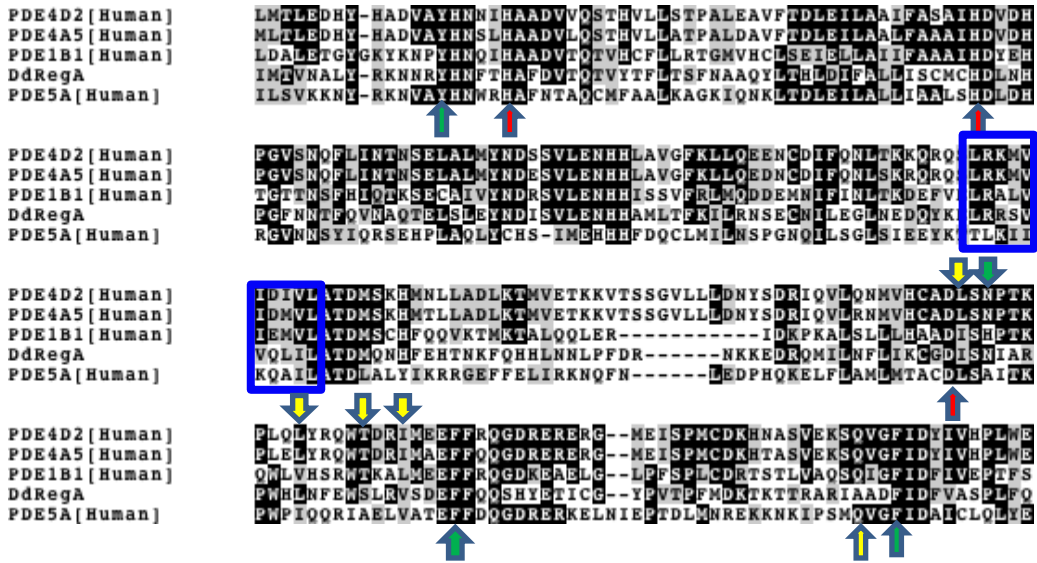 PDE4D2[Human] LMTLEDHY-HADVAYHNNIHAADVVQSTHVLLSTPALEAVFTDLEILAAIFASAIHDVDH
PDE4A5[Human] MLTLEDHY-HADVAYHNSLHAADVLQSTHVLLATPALDAVFTDLEILAALFAAAIHDVDH
PDE1B1[Human] LDALETGYGKYKNPYHNQIHAADVTQTVHCFLLRTGMVHCLSEIELLAIIFAAAIHDYEH
DdRegA IMTVNALY-RKNNRYHNFTHAFDVTQTVYTFLTSFNAAQYLTHLDIFALLISCMCHDLNH
PDE5A[Human] ILSVKKNY-RKNVAYHNWRHAFNTAQCMFAALKAGKIQNKLTDLEILALLIAALSHDLDH
PDE4D2[Human] PGVSNQFLINTNSELALMYNDSSVLENHHLAVGFKLLQEENCDIFQNLTKKQRQSLRKMV
PDE4A5[Human] PGVSNQFLINTNSELALMYNDSSVLENHHLAVGFKLLQEDNCDIFQNLSKRQRQSLRKMV
PDE1B1[Human] TGTTNSFHIQTKSECAIVYNDRSVLENHHISSVFRLMQDDEMNIFINLTKDEFVELRALV
DdRegA PGFNNTFQVNAQTELSLEYNDISVLENHHAMLTFKILRNSECNILEGLNEDQYKELRRSV
PDE5A[Human] RGVNNSYIQRSEHPLAQLYCHS-IMEHHHFDQCLMILNSPGNQILSGLSIEEYKTTLKII
PDE4D2[Human] IDIVLATDMSKHMNLLADLKTMVETKKVTSSGVLLLDNYSDRIQVLQNMVHCADLSNPTK
PDE4A5[Human] IDMVLATDMSKHMTLLADLKTMVETKKVTSSGVLLLDNYSDRIQVLRNMVHCADLSNPTK
PDE1B1[Human] IEMVLATDMSCHFQQVKTMKTALQQLER-----------IDKPKALSLLLHAADISHPTK
DdRegA VQLILATDMQNHFEHTNKFQHHLNNLPFDR-------NKKEDRQMILNFLIKCGDISNIAR
PDE5A[Human] KQAILATDLALYIKRRGEFFELIRKNQFN------LEDPHQKELFLAMLMTACDLSAITK
PDE4D2[Human] PLQLYRQWTDRIMEEFFRQGDRERERG--MEISPMCDKHNASVEKSQVGFIDYIVHPLWE
PDE4A5[Human] PLELYRQWTDRIMAEFFQQGDRERERG--MEISPMCDKHTASVEKSQVGFIDYIVHPLWE
PDE1B1[Human] QWLVHSRWTKALMEEFFRQGDKEAELG--LPFSPLCDRTSTLVAQSQIGFIDFIVEPTFS
DdRegA PWHLNFEWSLRVSDEFFQQSHYETICG--YPVTPFMDKTKTTRARIAADFIDFVASPLFQ
PDE5A[Human] PWPIQQRIAELVATEFFDQGDRERKELNIEPTDLMNREKKNKIPSMQVGFIDAICLQLYE